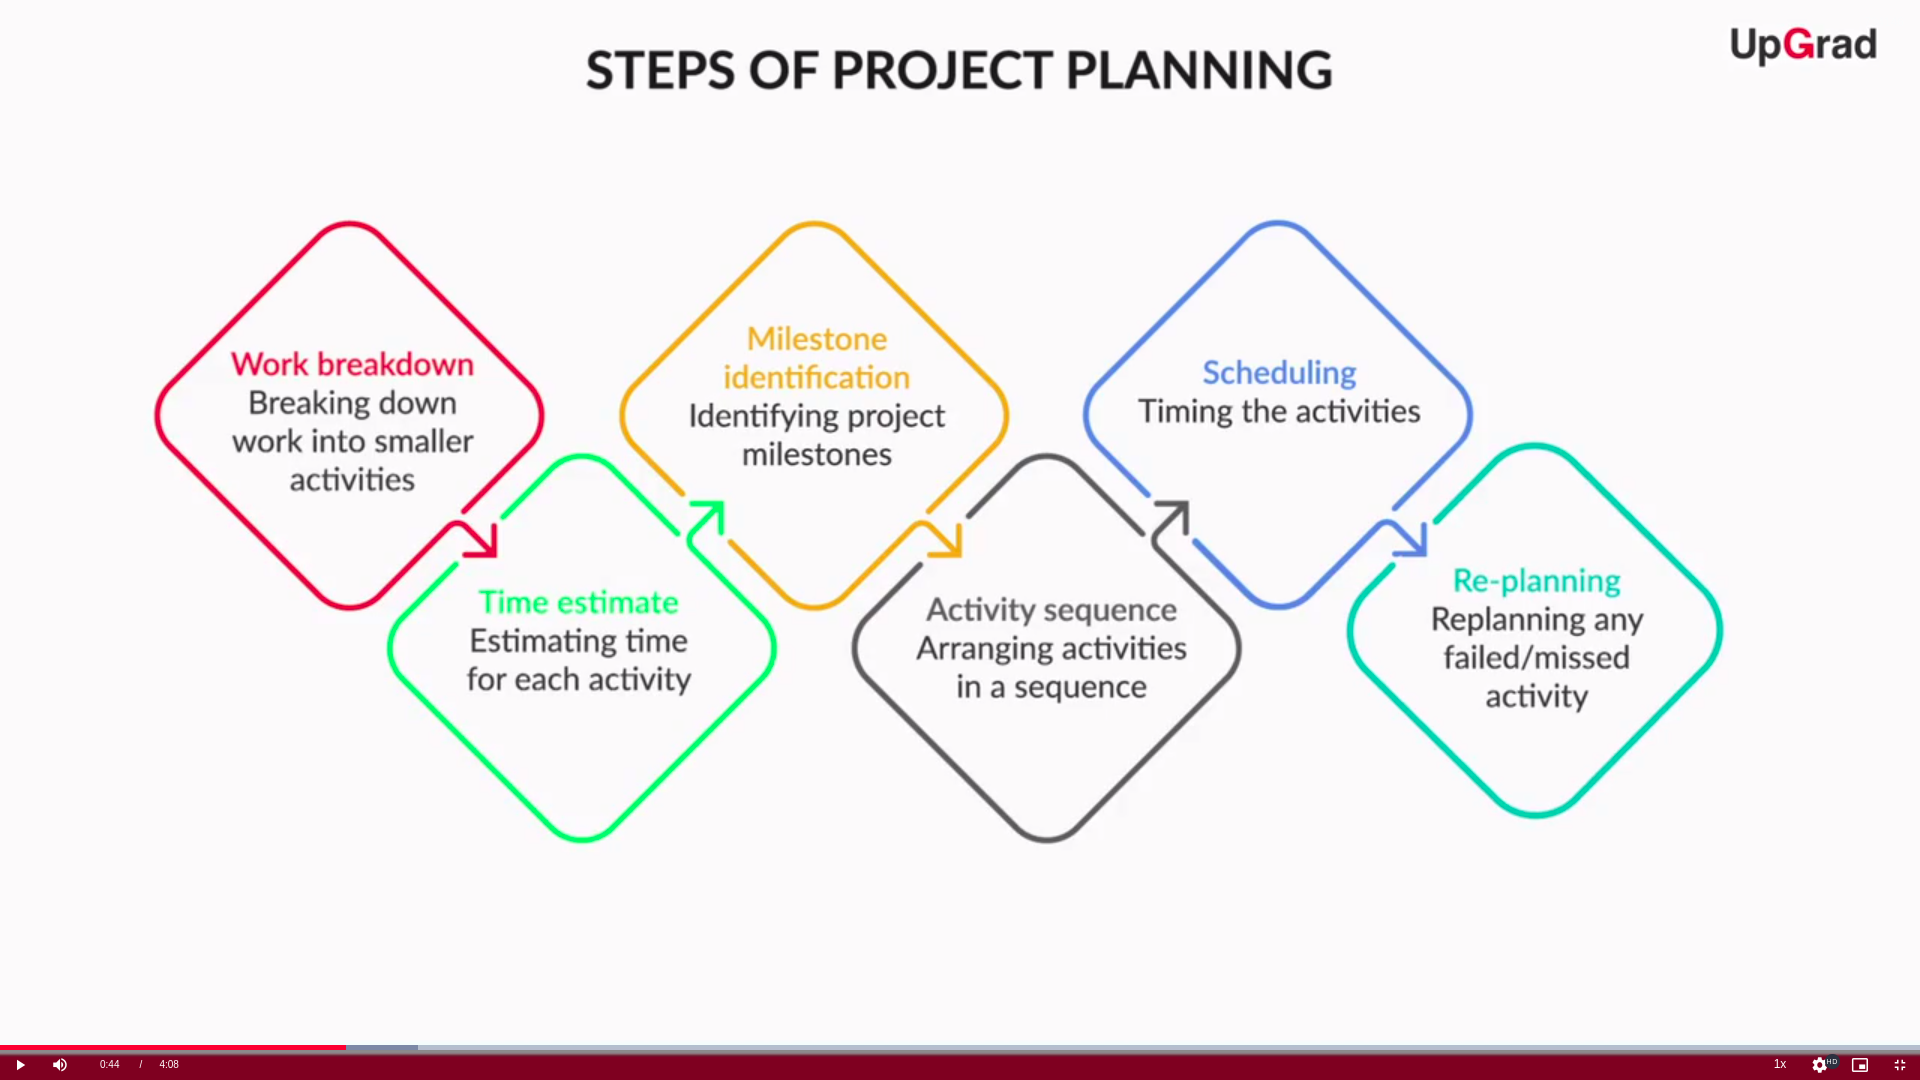 STEPS OF PROJECT PLANNING
UpGrad
Work breakdown
Breaking down
work into smaller
activities
Time estimate
Estimating time
for each activity
Milestone
identification
Identifying project
milestones
Activity sequence
Arranging activities
in a sequence
Scheduling
Timing the activities
Re-planning
Replanning any
failed/missed
activity
0:44 / 4:08
1x
HD